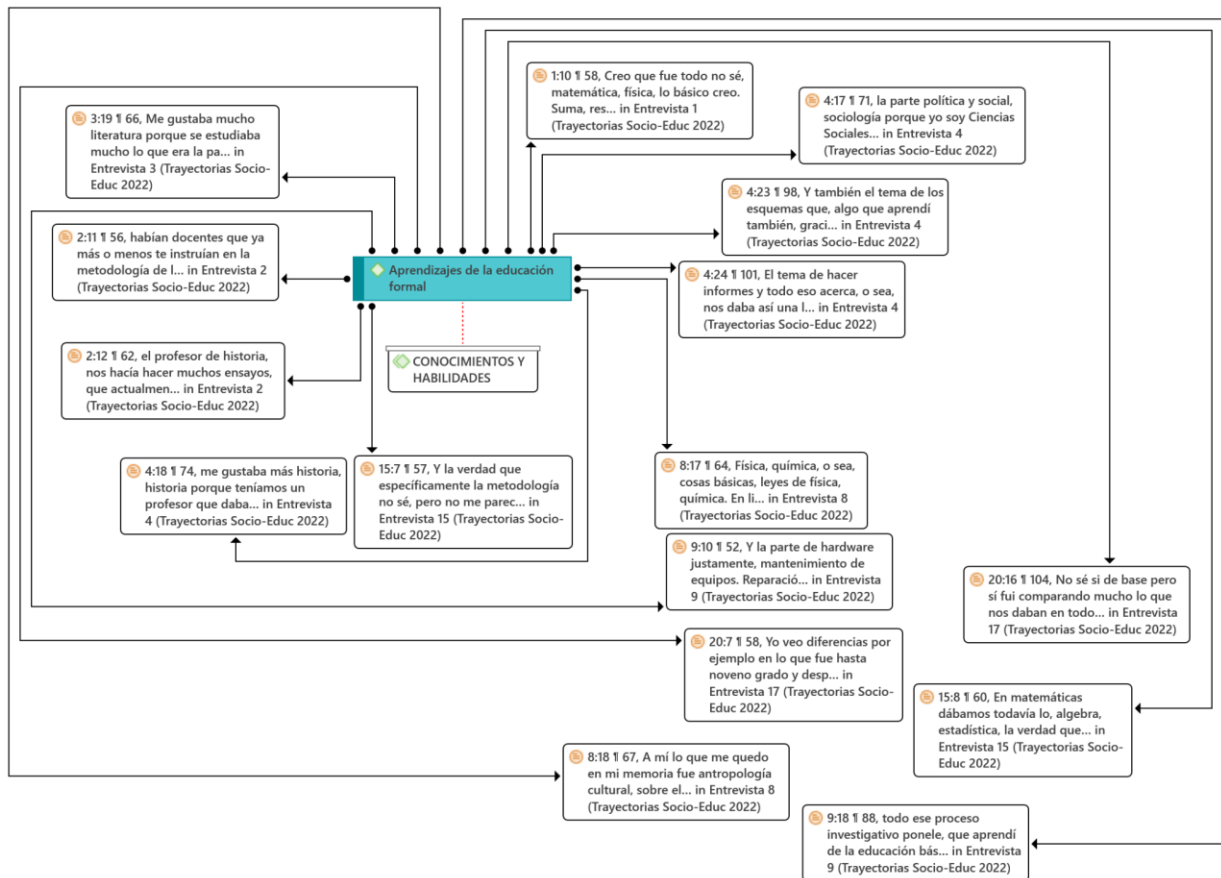 1:10 ¶ 58, Creo que fue todo no sé,
matemática, física, lo básico creo.
Suma, res... in Entrevista 1
(Trayectorias Socio-Educ 2022)
4:17 ¶ 71, la parte política y social,
sociología porque yo soy Ciencias
Sociales... in Entrevista 4
(Trayectorias Socio-Educ 2022)
3:19 ¶ 66, Me gustaba mucho
literatura porque se estudiaba
mucho lo que era la pa... in
Entrevista 3 (Trayectorias Socio-
Educ 2022)
4:23 ¶ 98, Y también el tema de los
esquemas que, algo que aprendí
también, graci... in Entrevista 4
(Trayectorias Socio-Educ 2022)
2:11 ¶ 56, habían docentes que ya
más o menos te instruían en la
metodología de l... in Entrevista 2
(Trayectorias Socio-Educ 2022)
Aprendizajes de la educación
formal
4:24 ¶ 101, El tema de hacer
informes y todo eso acerca, o sea,
nos daba así una l... in Entrevista 4
(Trayectorias Socio-Educ 2022)
2:12 ¶ 62, el profesor de historia,
nos hacía hacer muchos ensayos,
que actualmen... in Entrevista 2
(Trayectorias Socio-Educ 2022)
CONOCIMIENTOS Y
HABILIDADES
4:18 ¶ 74, me gustaba más historia,
historia porque teníamos un
profesor que daba... in Entrevista
4 (Trayectorias Socio-Educ 2022)
15:7 ¶ 57, Y la verdad que
específicamente la metodología
no sé, pero no me parec... in
Entrevista 15 (Trayectorias Socio-
Educ 2022)
8:17 ¶ 64, Física, química, o sea,
cosas básicas, leyes de física,
química. En li... in Entrevista 8
(Trayectorias Socio-Educ 2022)
9:10 ¶ 52, Y la parte de hardware
justamente, mantenimiento de
equipos. Reparació... in Entrevista
9 (Trayectorias Socio-Educ 2022)
20:16 ¶ 104, No sé si de base pero
sí fui comparando mucho lo que
nos daban en todo... in Entrevista
17 (Trayectorias Socio-Educ 2022)
20:7 ¶ 58, Yo veo diferencias por
ejemplo en lo que fue hasta
noveno grado y desp... in
Entrevista 17 (Trayectorias Socio-
Educ 2022)
15:8 ¶ 60, En matemáticas
dábamos todavía lo, algebra,
estadística, la verdad que... in
Entrevista 15 (Trayectorias Socio-
Educ 2022)
8:18 ¶ 67, A mí lo que me quedo
en mi memoria fue antropología
cultural, sobre el... in Entrevista 8
(Trayectorias Socio-Educ 2022)
9:18 ¶ 88, todo ese proceso
investigativo ponele, que aprendí
de la educación bás... in Entrevista
9 (Trayectorias Socio-Educ 2022)